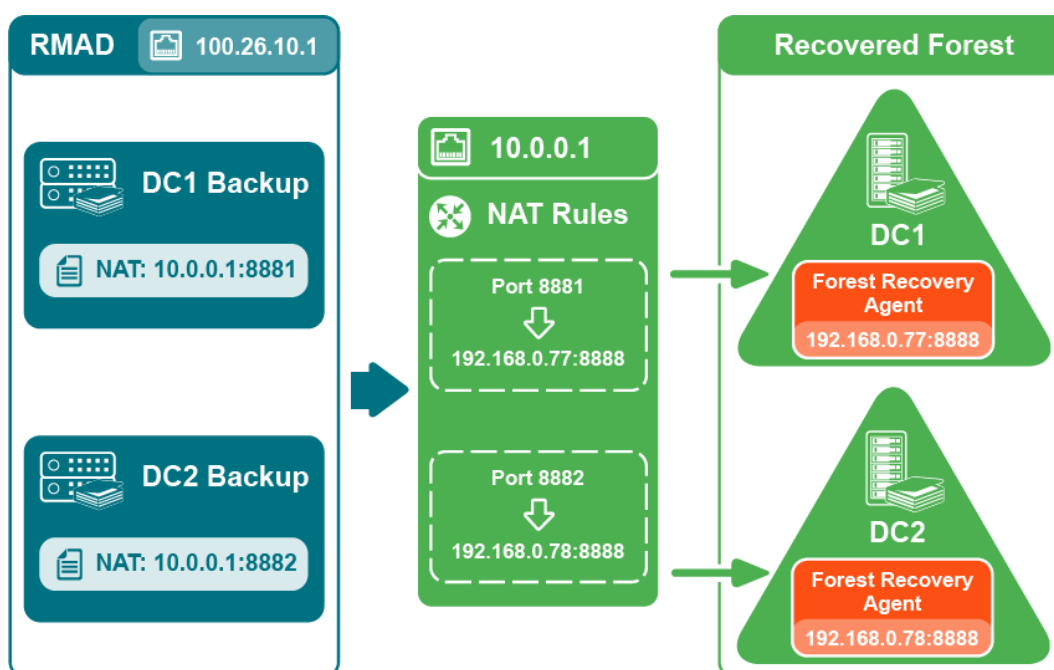 RMAD
100.26.10.1
DC1 Backup
NAT: 10.0.0.1:8881
DC2 Backup
NAT: 10.0.0.1:8882
10.0.0.1
NAT Rules
Port 8881
192.168.0.77:8888
Port 8882
192.168.0.78:8888
Recovered Forest
DC1
Forest Recovery
Agent
192.168.0.77:8888
DC2
Forest Recovery
Agent
192.168.0.78:8888